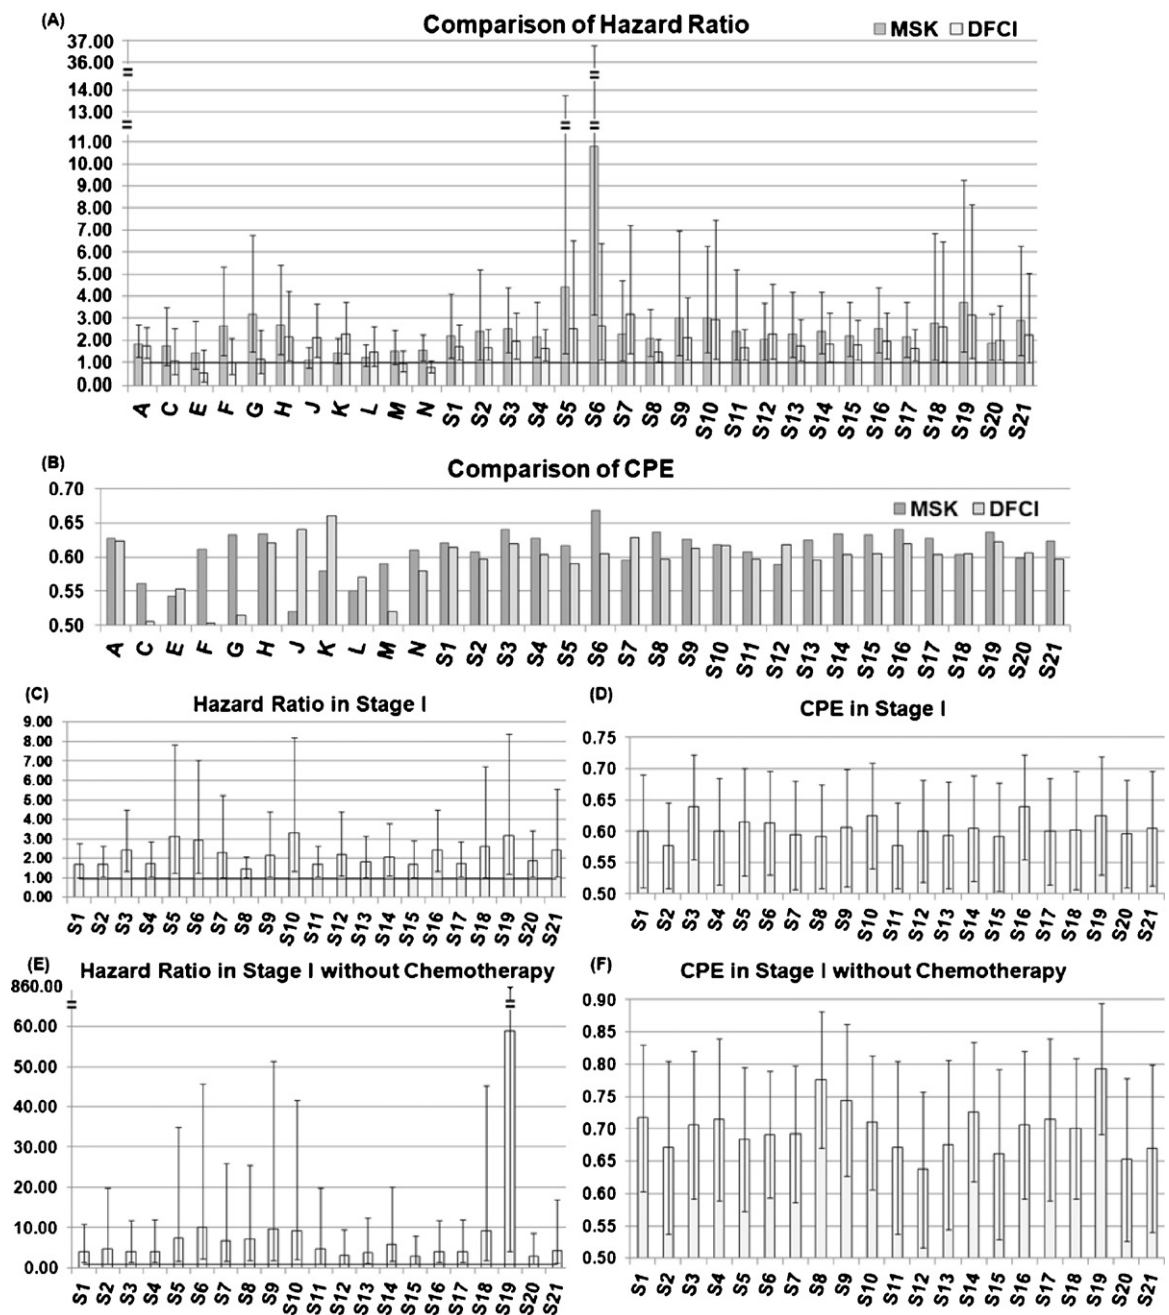 (A)
Comparison of Hazard Ratio
MSK DFCI
37.00
36.00
14.00
13.00
11.00
10.00
9.00
8.00
7.00
6.00
5.00
4.00
3.00
2.00
1.00
0.00
A C E F G H J K L M N S1 S2 S3 S4 S5 S6 S7 S8 S9 S10 S11 S12 S13 S14 S15 S16 S17 S18 S19 S20 S21
(B)
Comparison of CPE
MSK DFCI
0.70
0.65
0.60
0.55
0.50
A C E F G H J K L M N S1 S2 S3 S4 S5 S6 S7 S8 S9 S10 S11 S12 S13 S14 S15 S16 S17 S18 S19 S20 S21
(C)
Hazard Ratio in Stage I
9.00
8.00
7.00
6.00
5.00
4.00
3.00
2.00
1.00
0.00
S1 S2 S3 S4 S5 S6 S7 S8 S9 S10 S11 S12 S13 S14 S15 S16 S17 S18 S19 S20 S21
(D)
CPE in Stage I
0.75
0.70
0.65
0.60
0.55
0.50
S1 S2 S3 S4 S5 S6 S7 S8 S9 S10 S11 S12 S13 S14 S15 S16 S17 S18 S19 S20 S21
(E)
Hazard Ratio in Stage I without Chemotherapy
860.00
60.00
50.00
40.00
30.00
20.00
10.00
0.00
S1 S2 S3 S4 S5 S6 S7 S8 S9 S10 S11 S12 S13 S14 S15 S16 S17 S18 S19 S20 S21
(F)
CPE in Stage I without Chemotherapy
0.90
0.85
0.80
0.75
0.70
0.65
0.60
0.55
0.50
S1 S2 S3 S4 S5 S6 S7 S8 S9 S10 S11 S12 S13 S14 S15 S16 S17 S18 S19 S20 S21